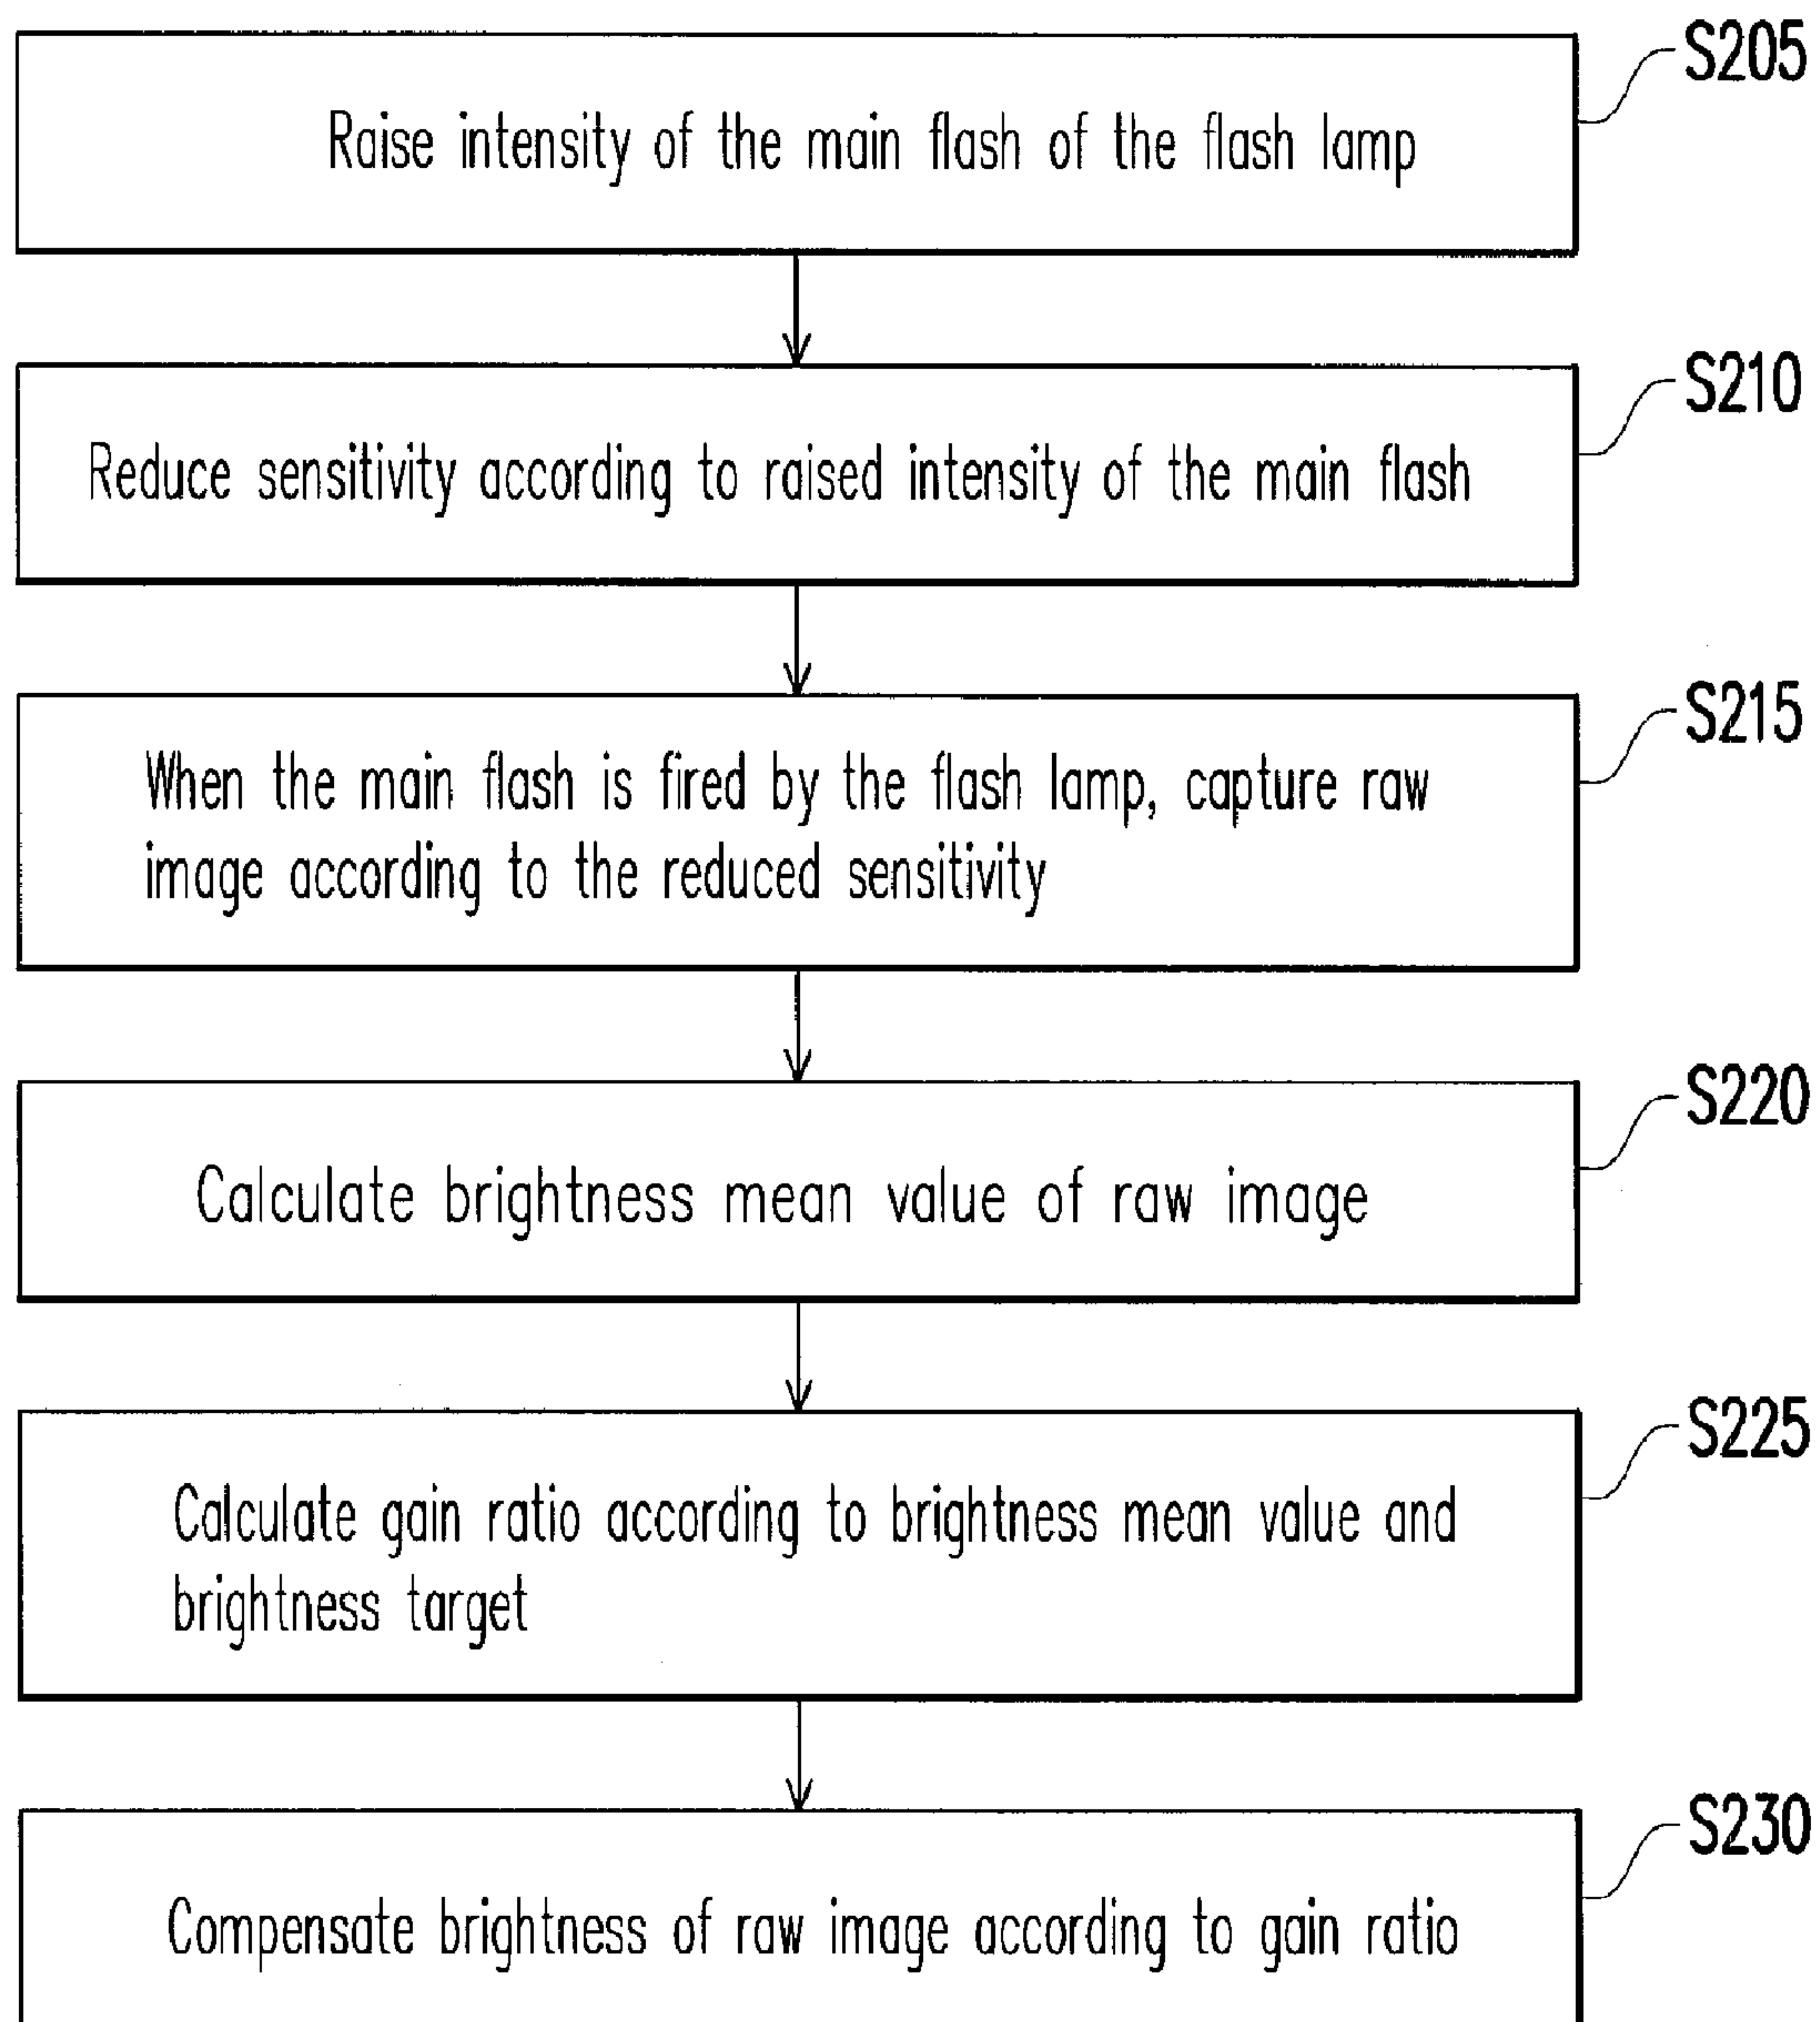 S205
Raise intensity of the main flash of the flash lamp
S210
Reduce sensitivity according to raised intensity of the main flash
S215
When the main flash is fired by the flash lamp, capture raw
image according to the reduced sensitivity
S220
Calculate brightness mean value of raw image
S225
Calculate gain ratio according to brightness mean value and
brightness target
S230
Compensate brightness of raw image according to gain ratio